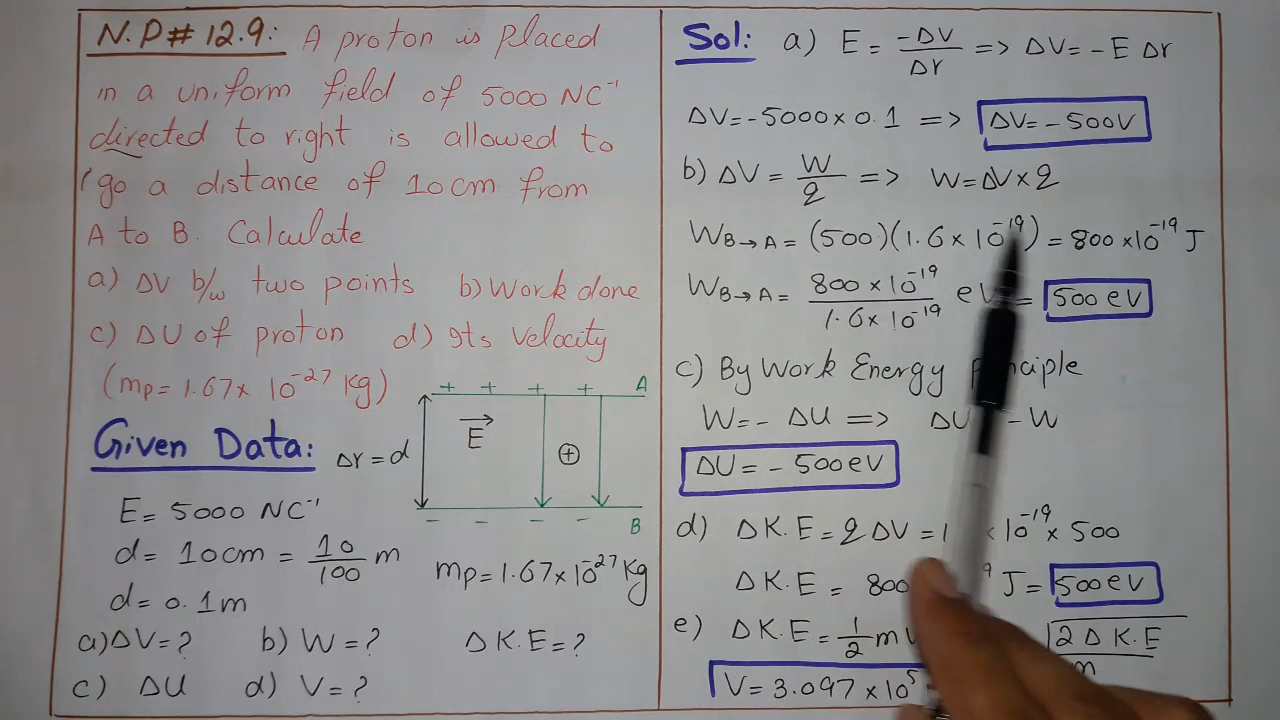 N.P# 12.9: A proton is placed
in a uniform field of 5000 NC⁻¹
directed to right is allowed to
go a distance of 10cm from
A to B. Calculate
a) ΔV b/w two points b) Work done
c) ΔU of proton d) Its Velocity
(mp = 1.67 × 10⁻²⁷ Kg)
Given Data:
E = 5000 NC⁻¹
d = 10cm = 10/100 m
d = 0.1m
a) ΔV = ? b) W = ? ΔK.E = ?
c) ΔU d) V = ?
+ + + + A
Δr = d E→ +
- - - - B
mp = 1.67 × 10⁻²⁷ Kg
Sol: a) E = -ΔV/Δr => ΔV = -E Δr
ΔV = -5000 × 0.1 => ΔV = -500V
b) ΔV = W/q => W = ΔV × q
W B→A = (500)(1.6 × 10⁻¹⁹) = 800 × 10⁻¹⁹ J
W B→A = 800 × 10⁻¹⁹ / 1.6 × 10⁻¹⁹ eV = 500 eV
c) By Work Energy
W = - ΔU => ΔU - W
ΔU = - 500 eV
d) ΔK.E = q ΔV = 10⁻¹⁹ × 500
ΔK.E = 800 J = 500 eV
e) ΔK.E = 1/2 m √2 ΔK.E / m
V = 3.097 × 10⁵